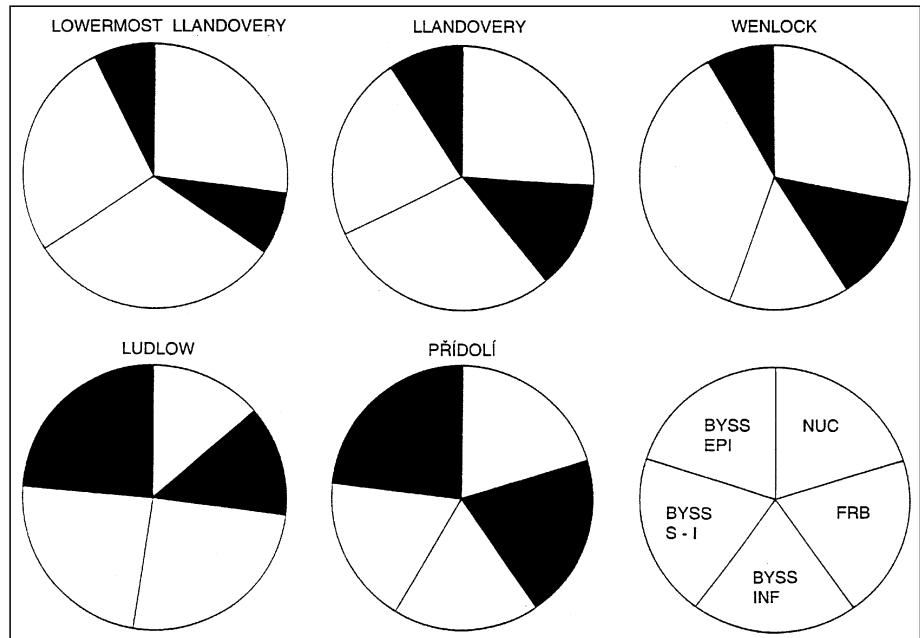 LOWERMOST LLANDOVERY
LLANDOVERY
WENLOCK
LUDLOW
PŘÍDOLÍ
BYSS
EPI
NUC
BYSS
S - I
FRB
BYSS
INF